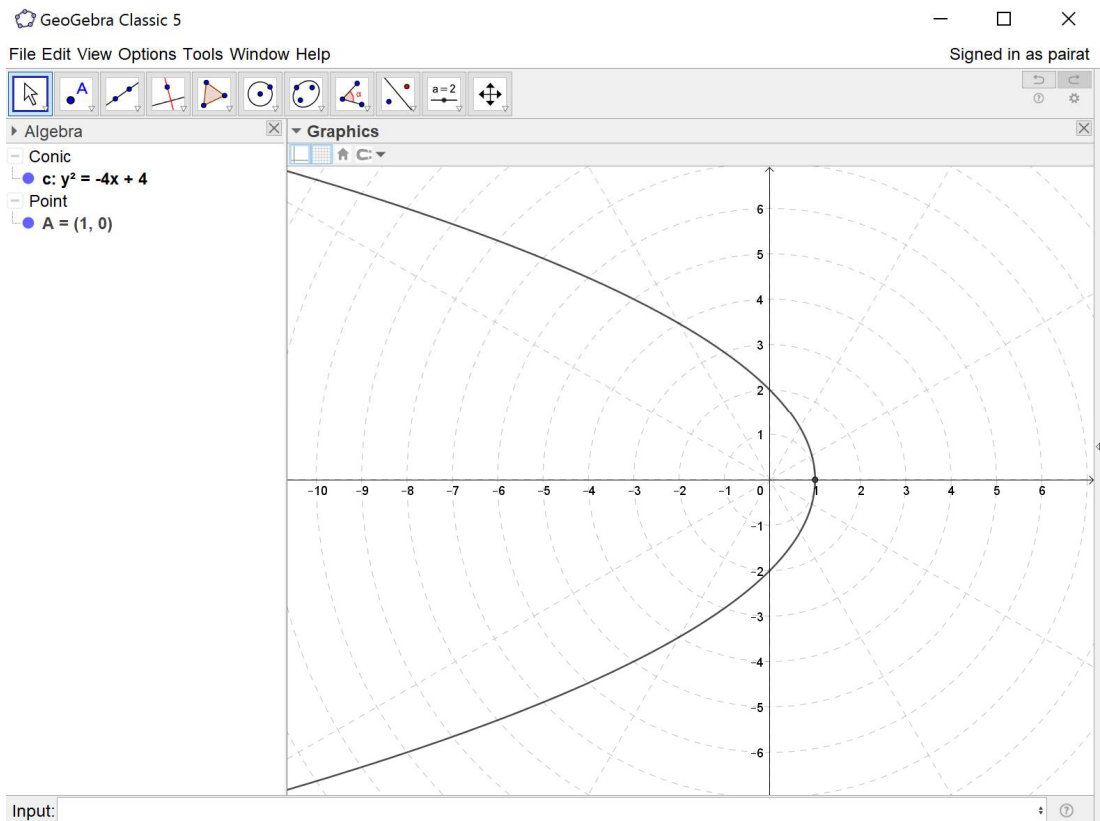 GeoGebra Classic 5
File Edit View Options Tools Window Help
Signed in as pairat
A
α
a=2
Algebra
Graphics
Conic
c: y² = -4x + 4
Point
A = (1, 0)
6
5
4
3
2
1
-10 -9 -8 -7 -6 -5 -4 -3 -2 -1 0 1 2 3 4 5 6
-1
-2
-3
-4
-5
-6
Input: